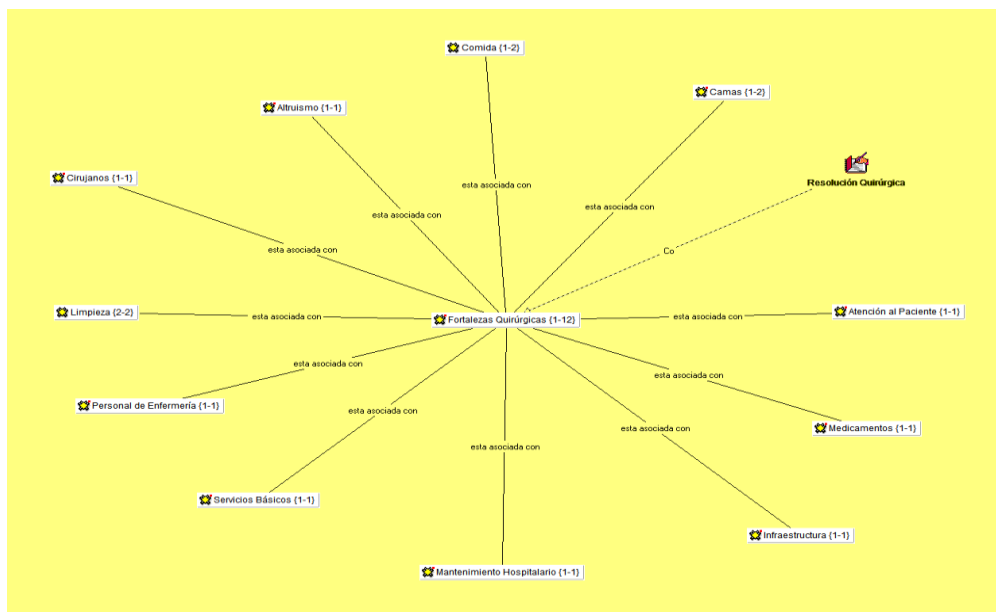 Comida {1-2}
Camas {1-2}
Altruismo {1-1}
Resolución Quirúrgica
Cirujanos {1-1}
esta asociada con
esta asociada con
esta asociada con
esta asociada con
Co
Limpieza {2-2}
esta asociada con
Fortalezas Quirúrgicas {1-12}
esta asociada con
Atención al Paciente {1-1}
esta asociada con
esta asociada con
Personal de Enfermería {1-1}
esta asociada con
esta asociada con
Medicamentos {1-1}
esta asociada con
Servicios Básicos {1-1}
Infraestructura {1-1}
Mantenimiento Hospitalario {1-1}